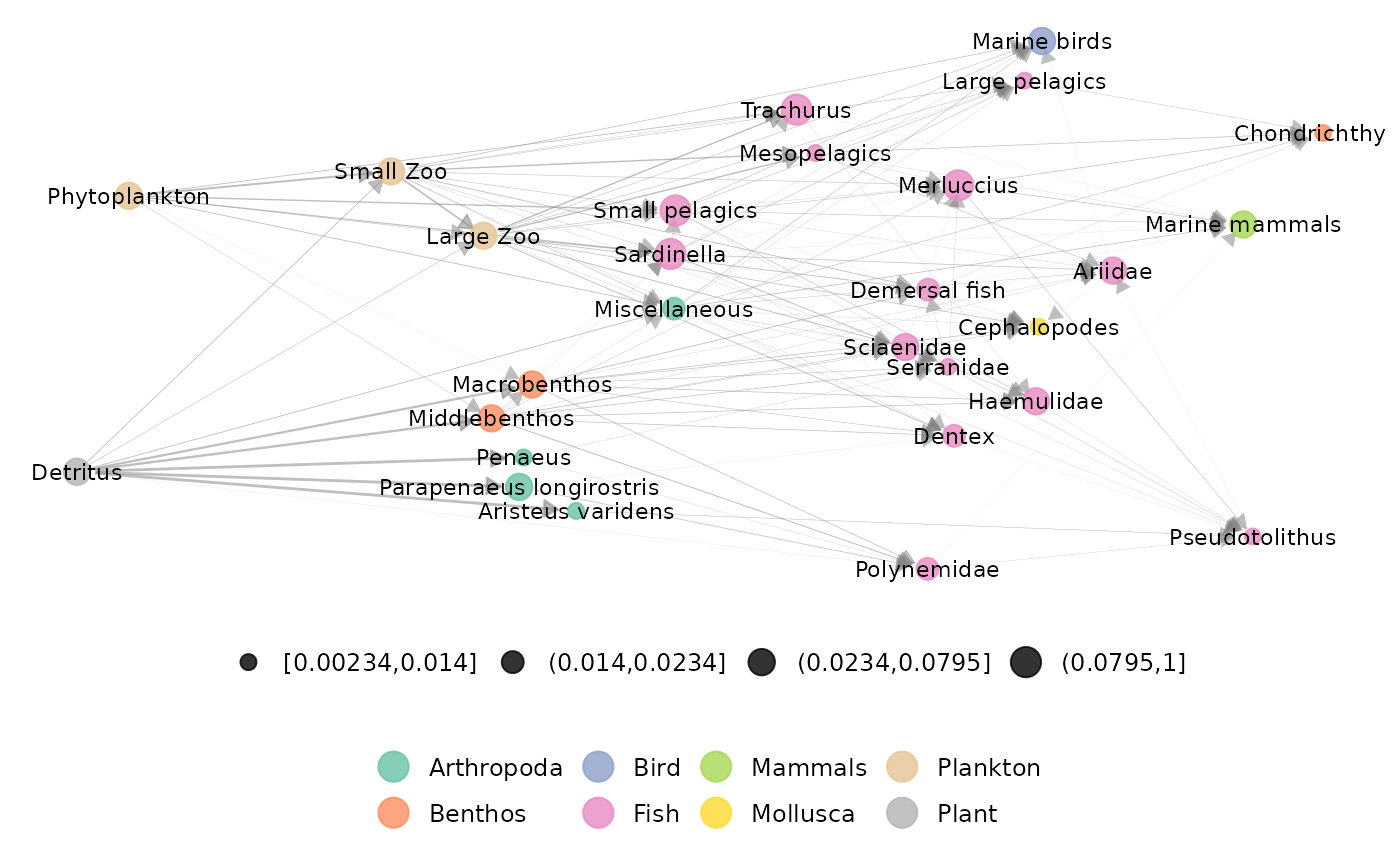 Marine birds
Large pelagics
Trachurus
Chondrichthy
Mesopelagics
Small Zoo
Merluccius
Phytoplankton
Small pelagics
Marine mammals
Large Zoo
Sardinella
Ariidae
Demersal fish
Miscellaneous
Cephalopodes
Sciaenidae
Serranidae
Macrobenthos
Haemulidae
Middlebenthos
Dentex
Penaeus
Detritus
Parapenaeus longirostris
Aristeus varidens
Pseudotolithus
Polynemidae
[0.00234,0.014] (0.014,0.0234] (0.0234,0.0795] (0.0795,1]
Arthropoda Bird Mammals Plankton
Benthos Fish Mollusca Plant